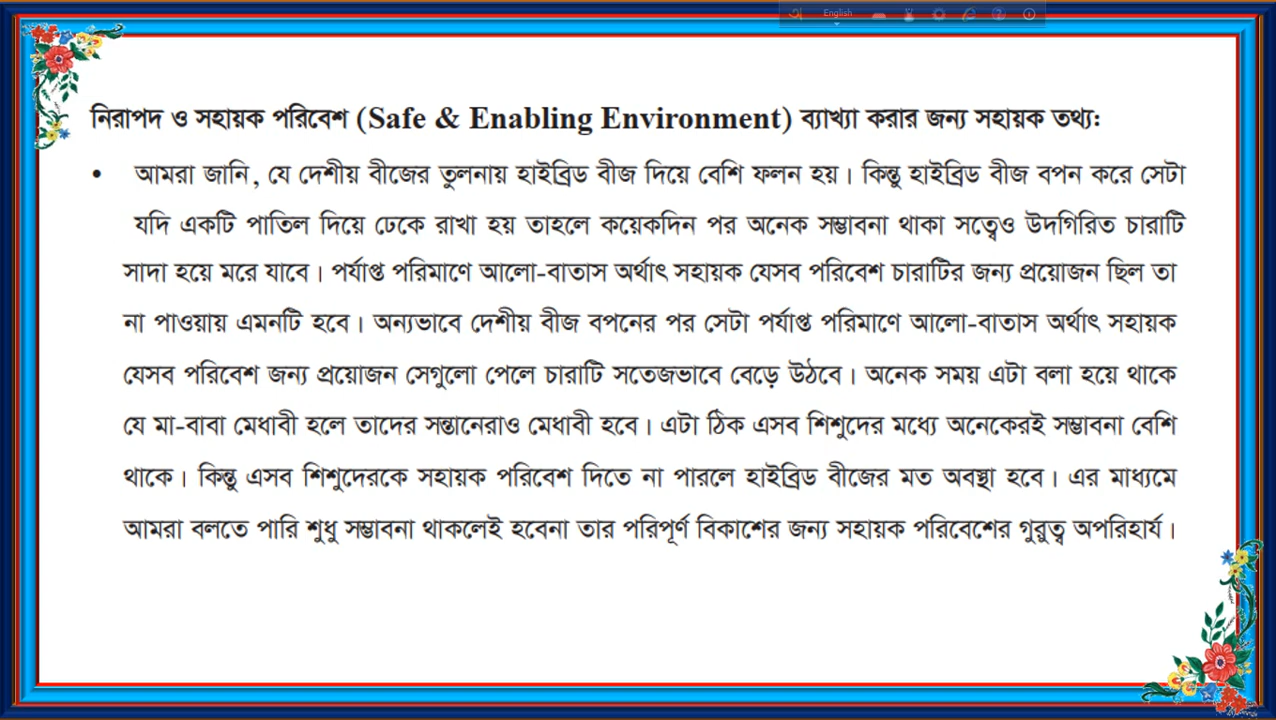 English
নিরাপদ ও সহায়ক পরিবেশ (Safe & Enabling Environment) ব্যাখ্যা করার জন্য সহায়ক তথ্যঃ
• আমরা জানি, যে দেশীয় বীজের তুলনায় হাইব্রিড বীজ দিয়ে বেশি ফলন হয়। কিন্তু হাইব্রিড বীজ বপন করে সেটা
যদি একটি পাতিল দিয়ে ঢেকে রাখা হয় তাহলে কয়েকদিন পর অনেক সম্ভাবনা থাকা সত্ত্বেও উদগিরিত চারাটি
সাদা হয়ে মরে যাবে। পর্যাপ্ত পরিমাণে আলো-বাতাস অর্থাৎ সহায়ক যেসব পরিবেশ চারাটির জন্য প্রয়োজন ছিল তা
না পাওয়ায় এমনটি হবে। অন্যভাবে দেশীয় বীজ বপনের পর সেটা পর্যাপ্ত পরিমাণে আলো-বাতাস অর্থাৎ সহায়ক
যেসব পরিবেশ জন্য প্রয়োজন সেগুলো পেলে চারাটি সতেজভাবে বেড়ে উঠবে। অনেক সময় এটা বলা হয়ে থাকে
যে মা-বাবা মেধাবী হলে তাদের সন্তানেরাও মেধাবী হবে। এটা ঠিক এসব শিশুদের মধ্যে অনেকেরই সম্ভাবনা বেশি
থাকে। কিন্তু এসব শিশুদেরকে সহায়ক পরিবেশ দিতে না পারলে হাইব্রিড বীজের মত অবস্থা হবে। এর মাধ্যমে
আমরা বলতে পারি শুধু সম্ভাবনা থাকলেই হবেনা তার পরিপূর্ণ বিকাশের জন্য সহায়ক পরিবেশের গুরুত্ব অপরিহার্য।